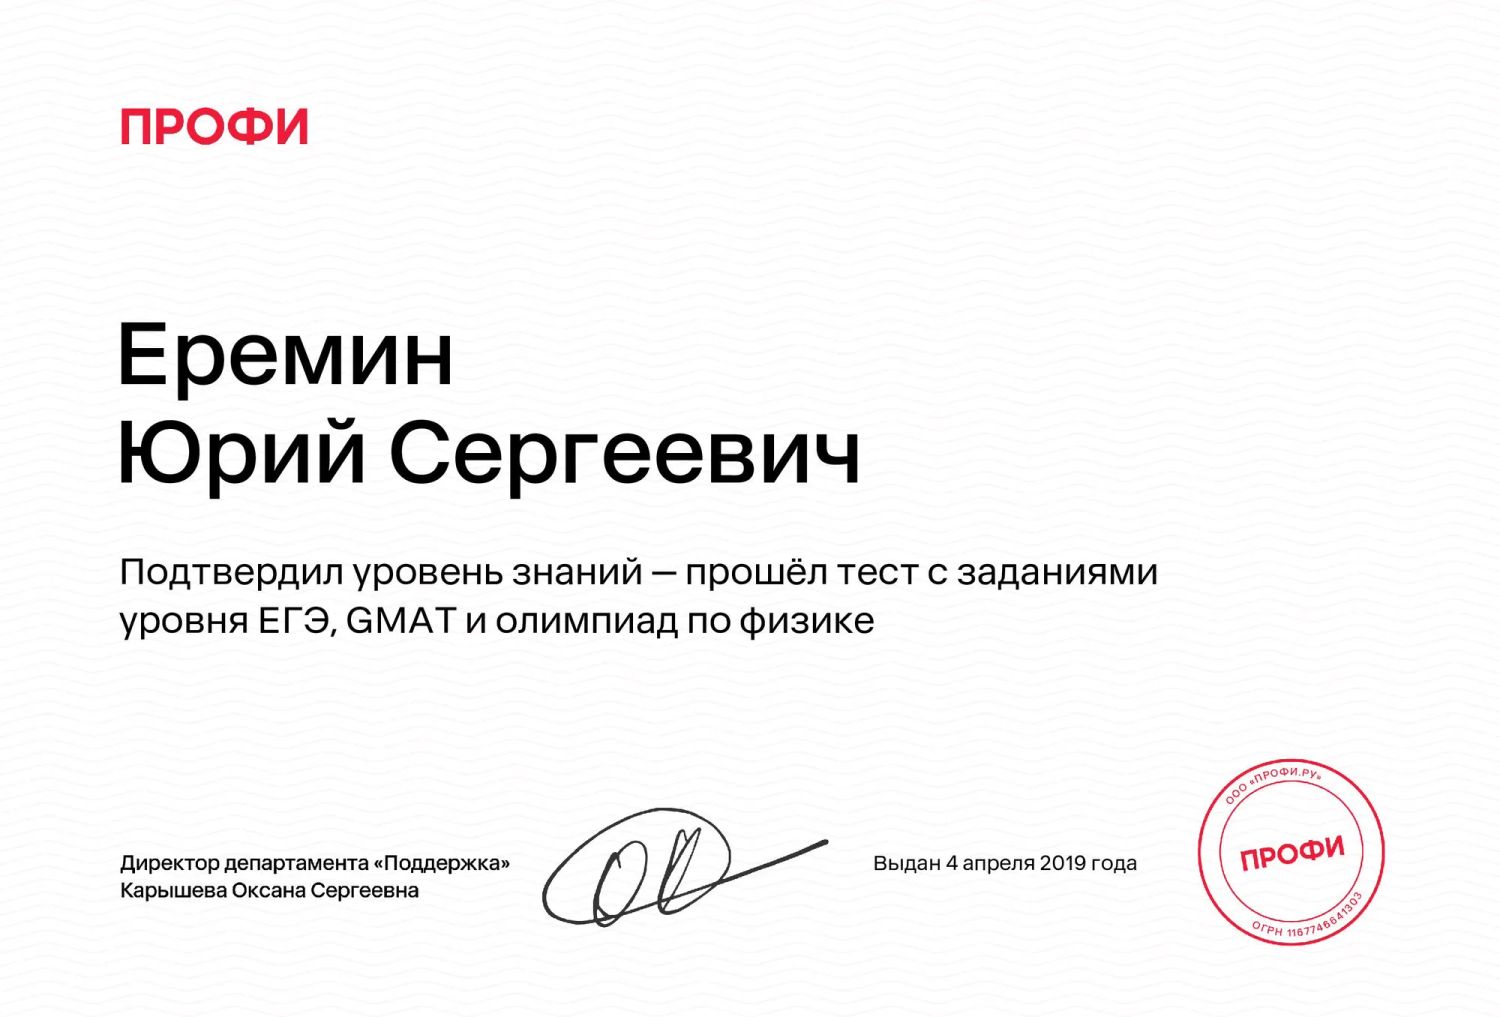 ПРОФИ
Еремин
Юрий Сергеевич
Подтвердил уровень знаний — прошёл тест с заданиями
уровня ЕГЭ, GMAT и олимпиад по физике
Директор департамента «Поддержка»
Карышева Оксана Сергеевна
Выдан 4 апреля 2019 года
ООО «ПРОФИ.РУ»
ПРОФИ
ОГРН 1167746641303